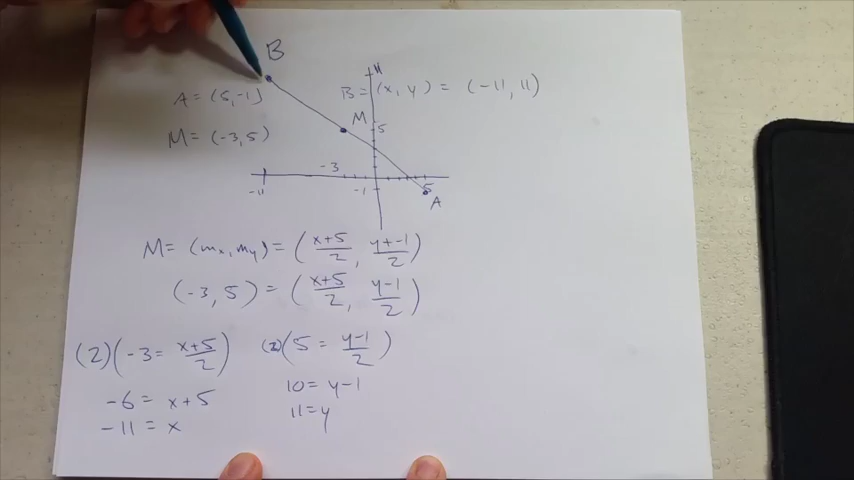 B
A = (5,-1)
B = (x, y) = (-11, 11)
11
M = (-3,5)
M
5
-3
-11
-1
5
A
M = (mx, my) = (x+5/2, y+-1/2)
(-3, 5) = (x+5/2, y-1/2)
(2)(-3 = x+5/2) (2)(5 = y-1/2)
-6 = x+5 10 = y-1
-11 = x 11 = y